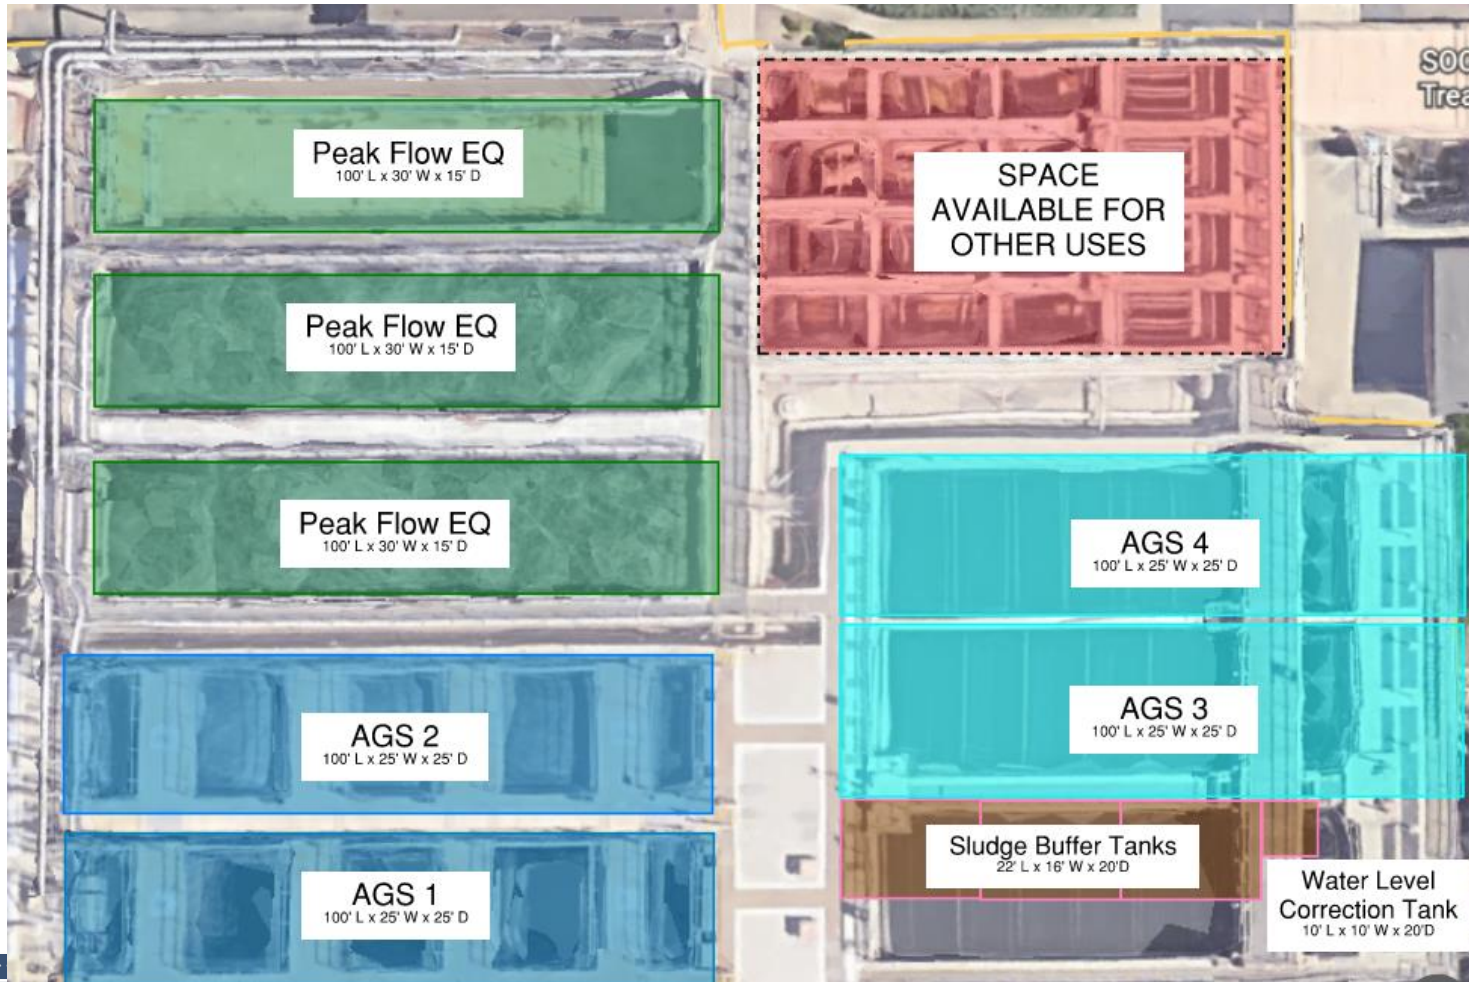 Peak Flow EQ
100' L x 30' W x 15' D
Peak Flow EQ
100' L x 30' W x 15' D
Peak Flow EQ
100' L x 30' W x 15' D
AGS 2
100' L x 25' W x 25' D
AGS 1
100' L x 25' W x 25' D
SPACE
AVAILABLE FOR
OTHER USES
AGS 4
100' L x 25' W x 25' D
AGS 3
100' L x 25' W x 25' D
Sludge Buffer Tanks
22' L x 16' W x 20'D
Water Level
Correction Tank
10' L x 10' W x 20'D